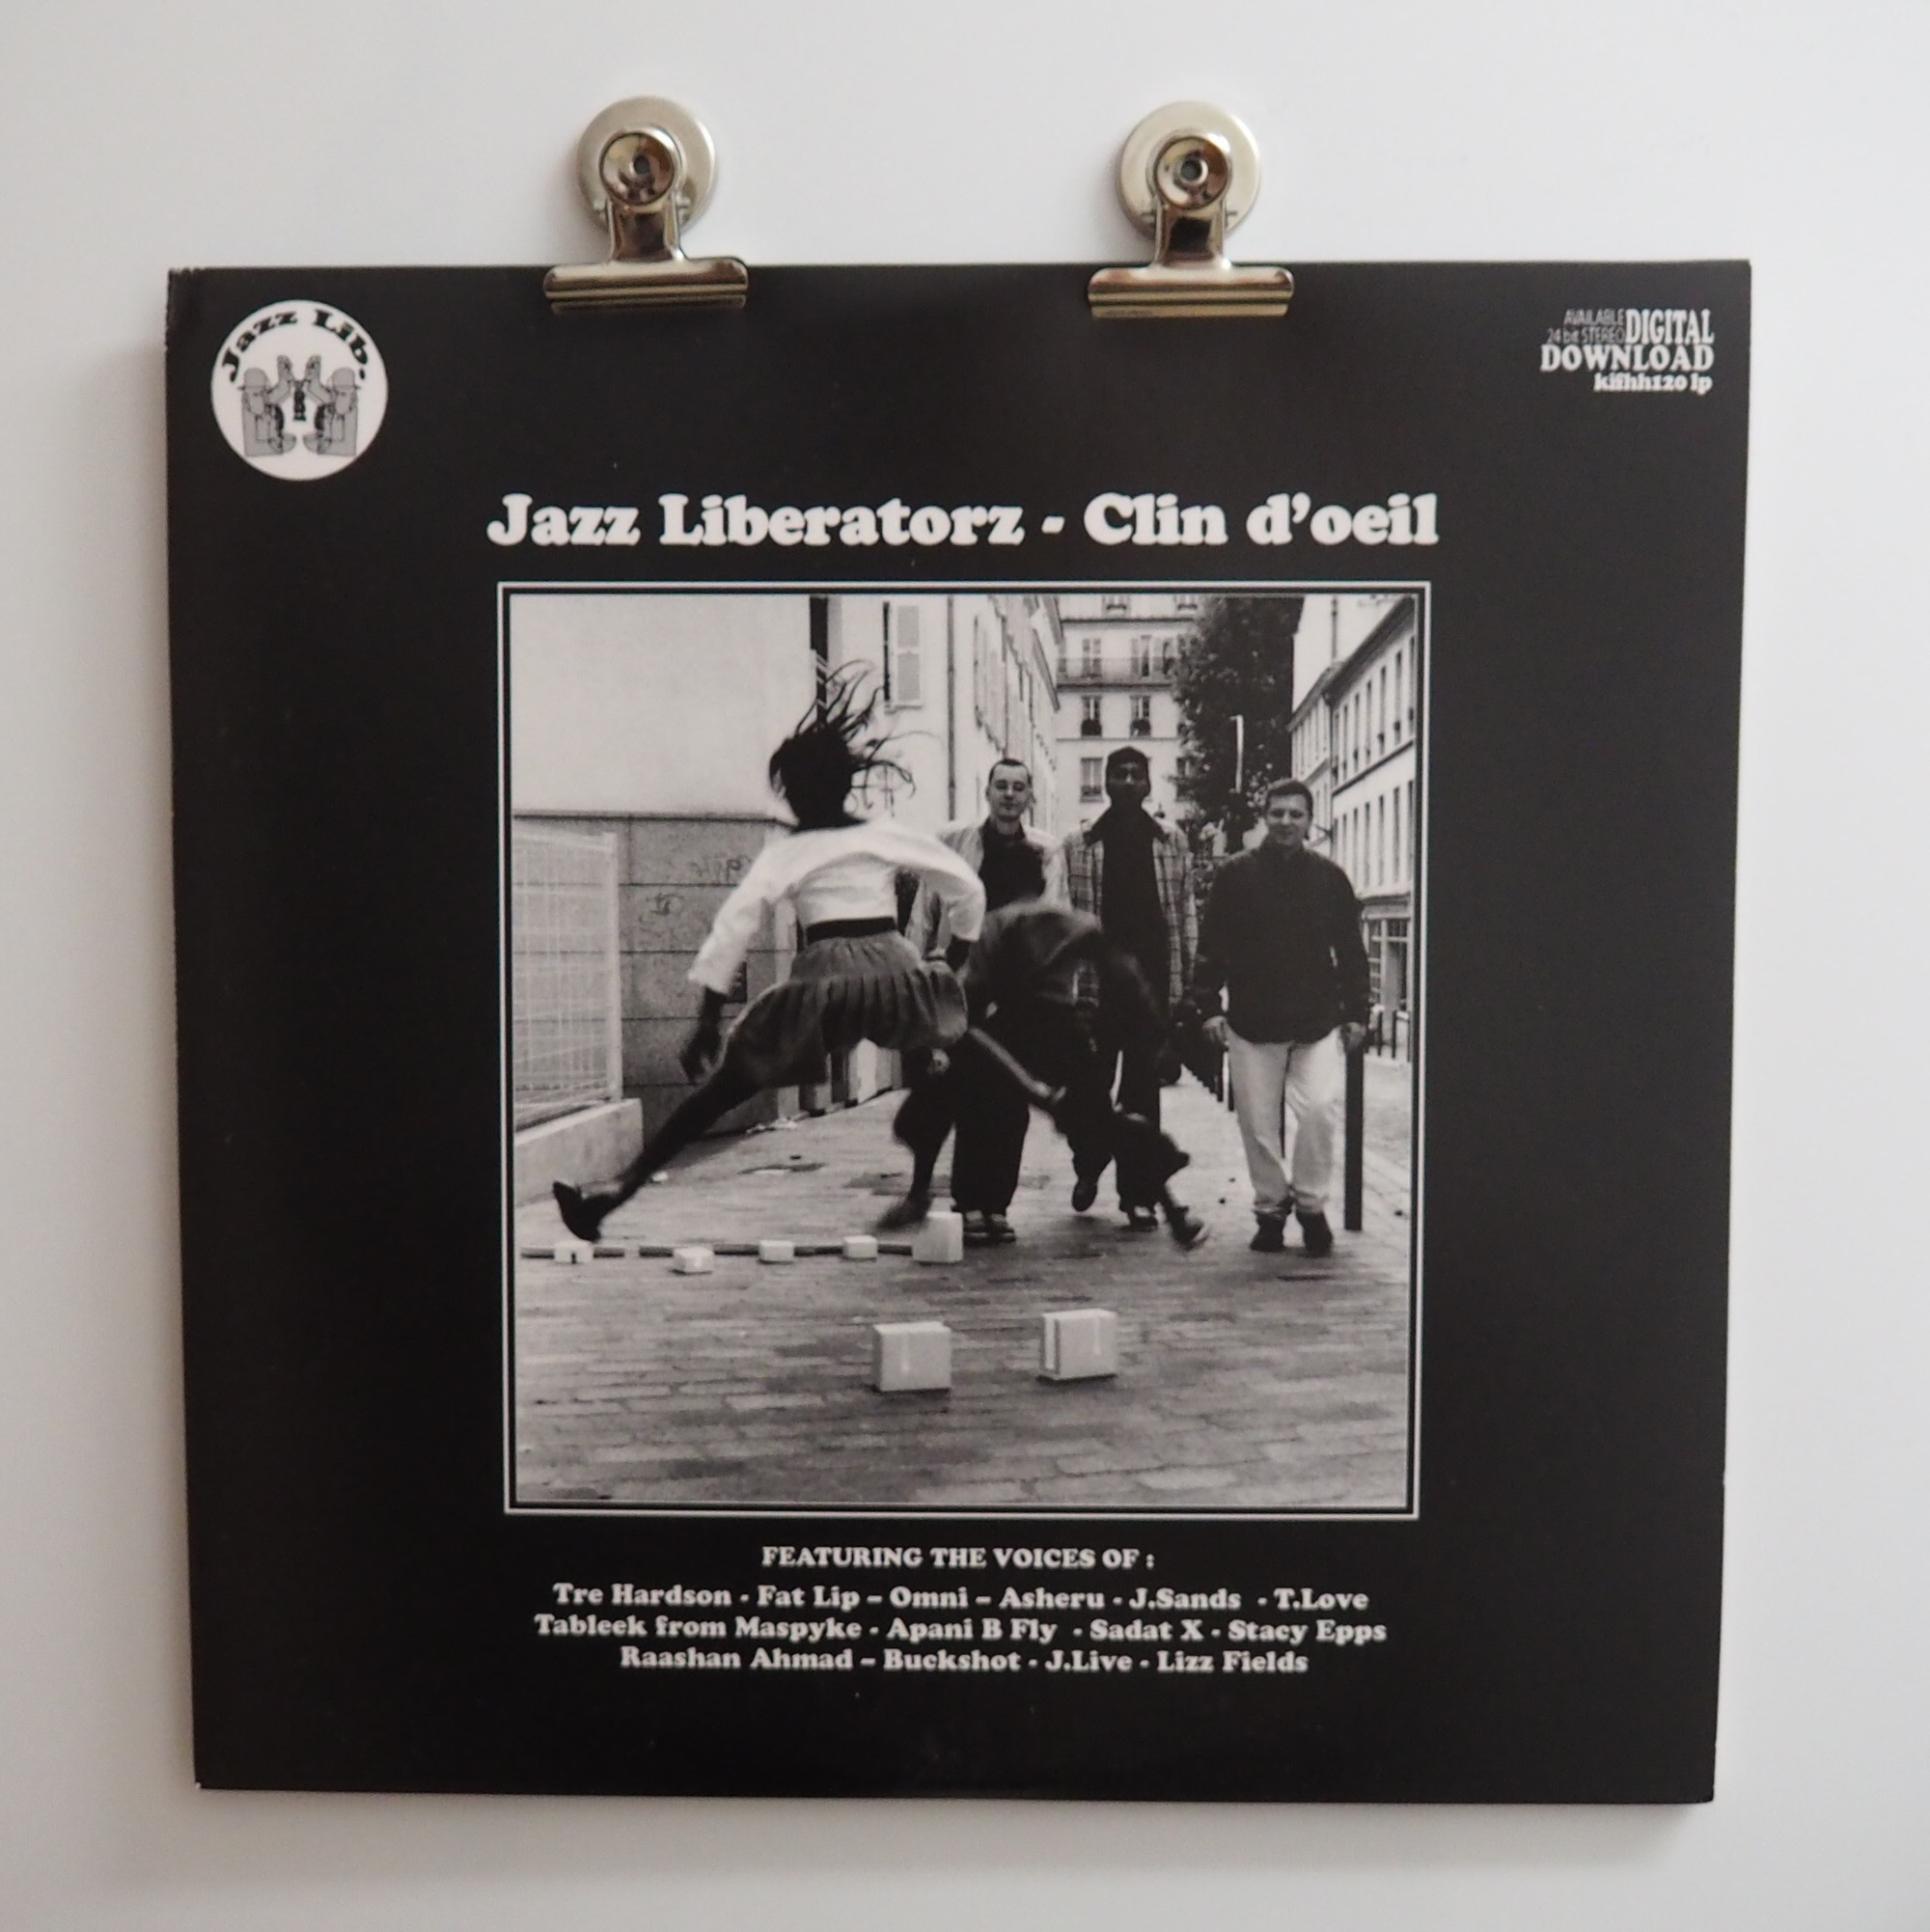 Jazz Lib.
AVAILABLE DIGITAL
24 bit STEREO
DOWNLOAD
kifhh120 lp
Jazz Liberatorz - Clin d'oeil
FEATURING THE VOICES OF :
Tre Hardson - Fat Lip – Omni – Asheru - J.Sands - T.Love
Tableek from Maspyke - Apani B Fly - Sadat X - Stacy Epps
Raashan Ahmad – Buckshot - J.Live - Lizz Fields